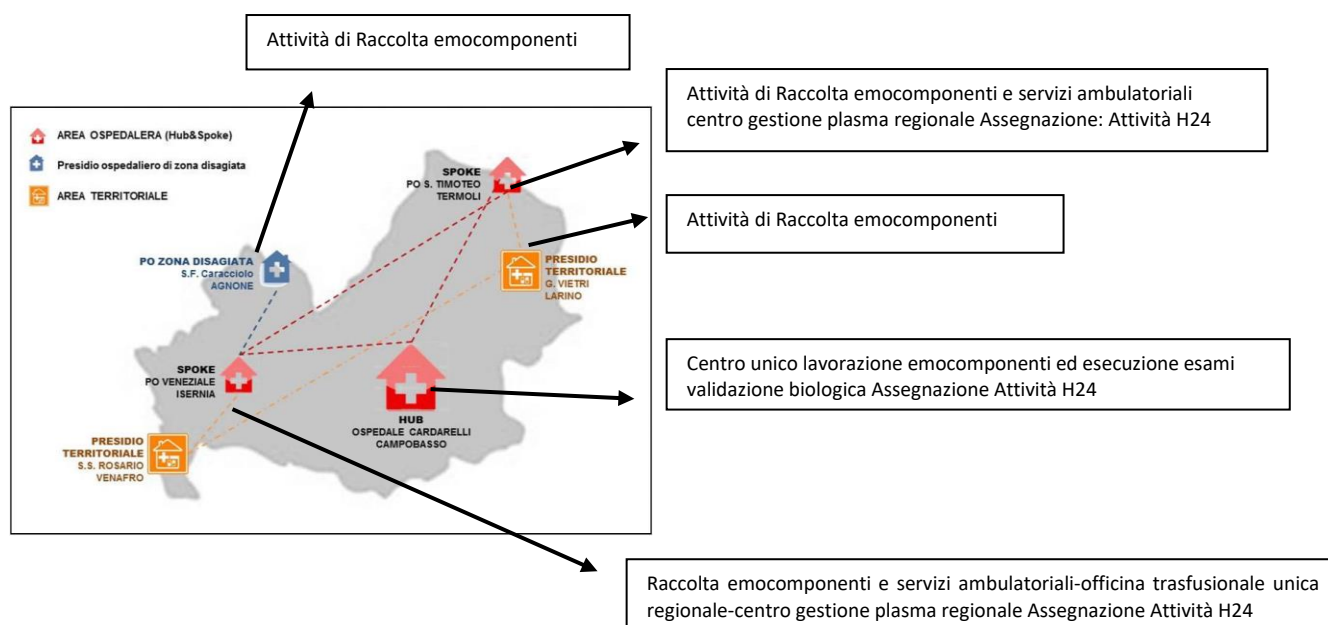 Attività di Raccolta emocomponenti
Attività di Raccolta emocomponenti e servizi ambulatoriali
centro gestione plasma regionale Assegnazione: Attività H24
AREA OSPEDALERA (Hub&Spoke)
Presidio ospedaliero di zona disagiata
AREA TERRITORIALE
SPOKE
PO S. TIMOTEO
TERMOLI
Attività di Raccolta emocomponenti
PO ZONA DISAGIATA
S.F. Caracciolo
AGNONE
PRESIDIO
TERRITORIALE
G. VIETRI
LARINO
SPOKE
PO VENEZIALE
ISERNIA
Centro unico lavorazione emocomponenti ed esecuzione esami
validazione biologica Assegnazione Attività H24
HUB
OSPEDALE CARDARELLI
CAMPOBASSO
PRESIDIO
TERRITORIALE
S.S. ROSARIO
VENAFRO
Raccolta emocomponenti e servizi ambulatoriali-officina trasfusionale unica
regionale-centro gestione plasma regionale Assegnazione Attività H24